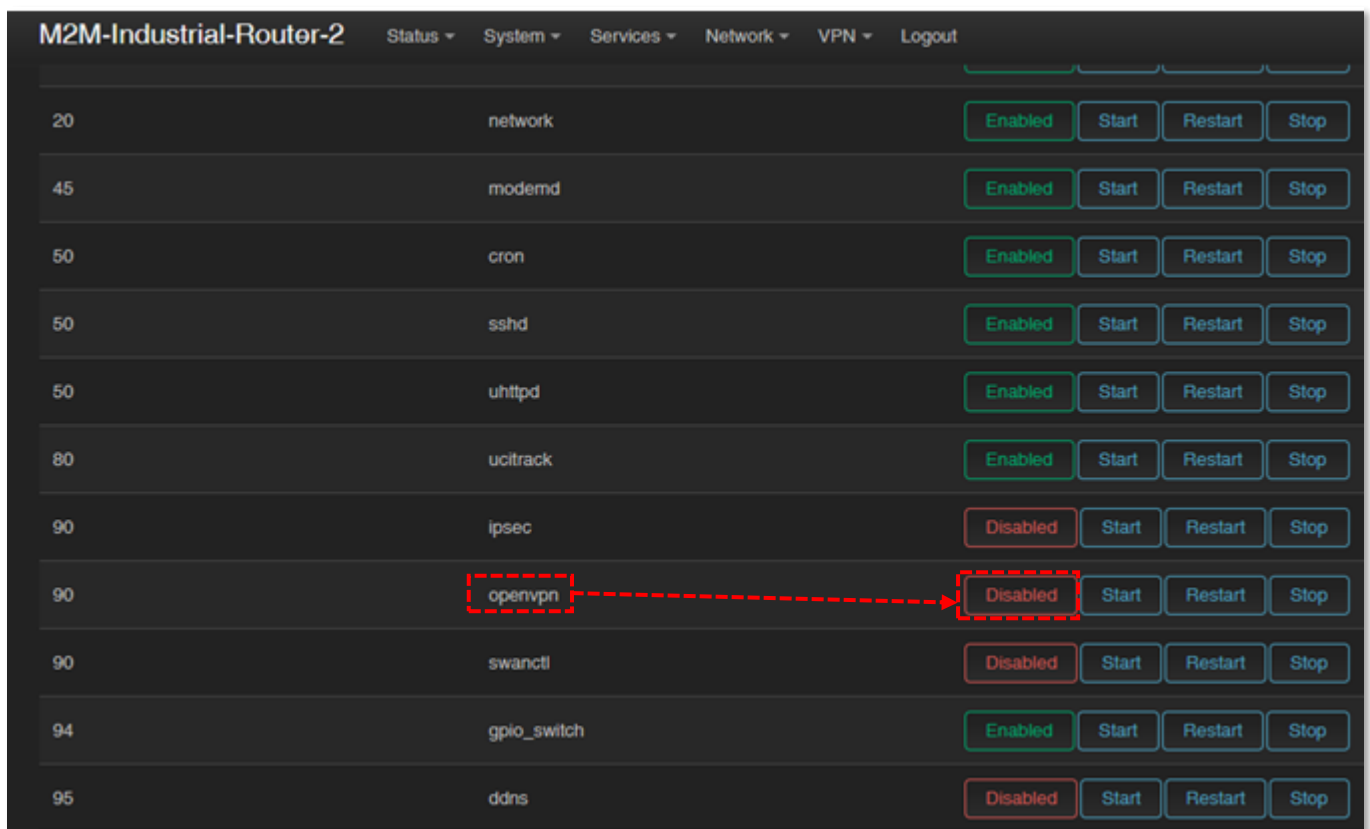 M2M-Industrial-Router-2 Status System Services Network VPN Logout
20 network Enabled Start Restart Stop
45 modemd Enabled Start Restart Stop
50 cron Enabled Start Restart Stop
50 sshd Enabled Start Restart Stop
50 uhttpd Enabled Start Restart Stop
80 ucitrack Enabled Start Restart Stop
90 ipsec Disabled Start Restart Stop
90 openvpn Disabled Start Restart Stop
90 swanctl Disabled Start Restart Stop
94 gpio_switch Enabled Start Restart Stop
95 ddns Disabled Start Restart Stop